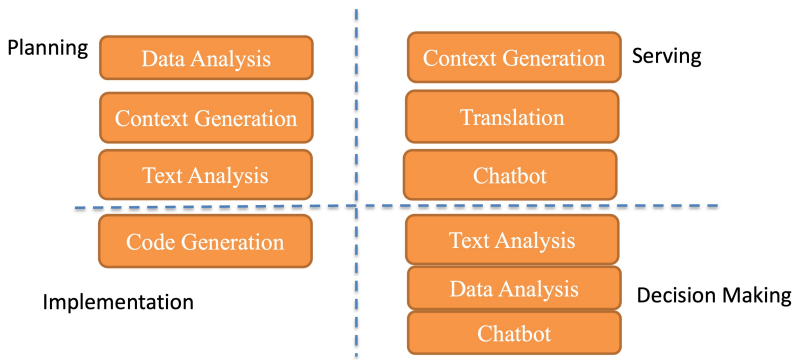 Planning
Data Analysis
Context Generation
Text Analysis
Context Generation
Serving
Translation
Chatbot
Code Generation
Implementation
Text Analysis
Data Analysis
Decision Making
Chatbot